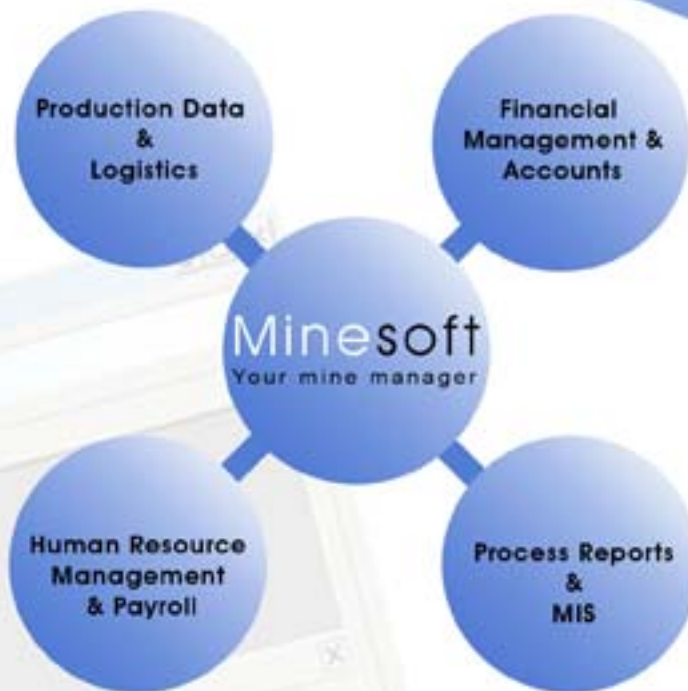 Production Data
&
Logistics
Financial
Management &
Accounts
Minesoft
Your mine manager
Human Resource
Management
& Payroll
Process Reports
&
MIS